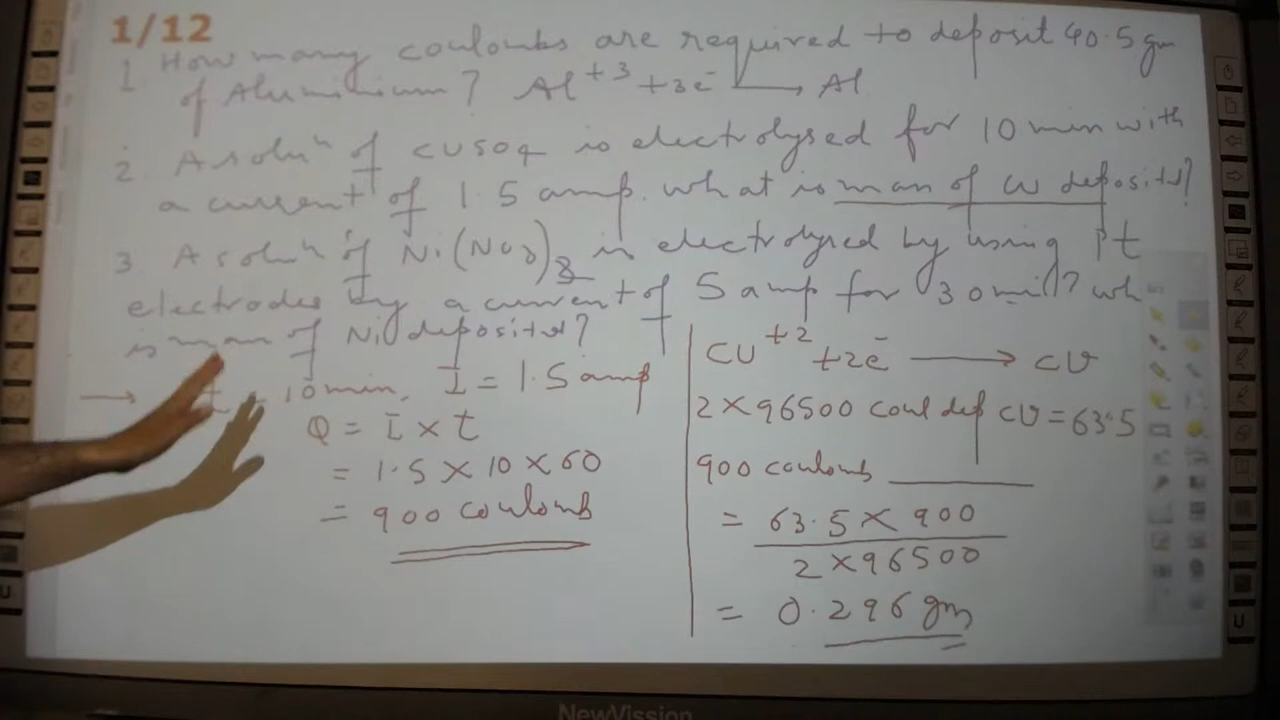 1/12
1 How many coulombs are required to deposit 40.5 gm
of Aluminium? Al+3 +3e- → Al
2. A soluⁿ of CuSO4 is electrolysed for 10 min with
a current of 1.5 amp. what is mass of Cu deposited?
3. A soluⁿ of Ni(NO3)2 is electrolysed by using Pt
electrodes by a current of 5 amp for 30 min? wh
is mass of Ni deposited?
→ t = 10 min, I = 1.5 amp
Q = I × t
= 1.5 × 10 × 60
= 900 coulomb
Cu+2 +2e- → Cu
2 × 96500 coul dep Cu = 63.5
900 coulomb
= 63.5 × 900
2 × 96500
= 0.296 gm
U
U
NewVission